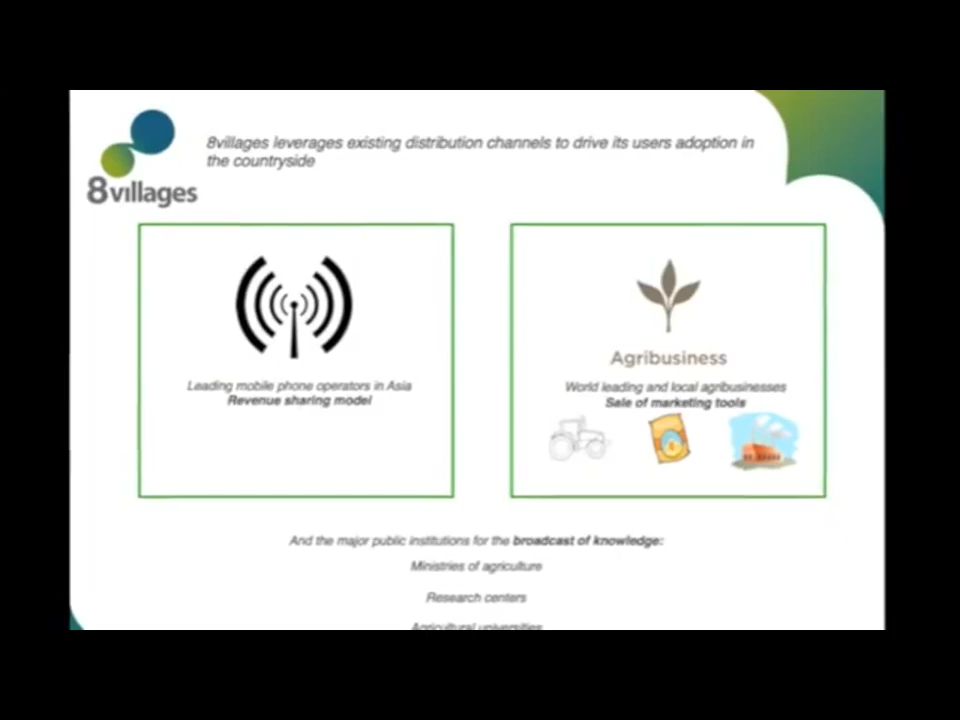 8villages leverages existing distribution channels to drive its users adoption in
the countryside
8villages
Leading mobile phone operators in Asia
Revenue sharing model
Agribusiness
World leading and local agribusinesses
Sale of marketing tools
And the major public institutions for the broadcast of knowledge:
Ministries of agriculture
Research centers
Agricultural universities